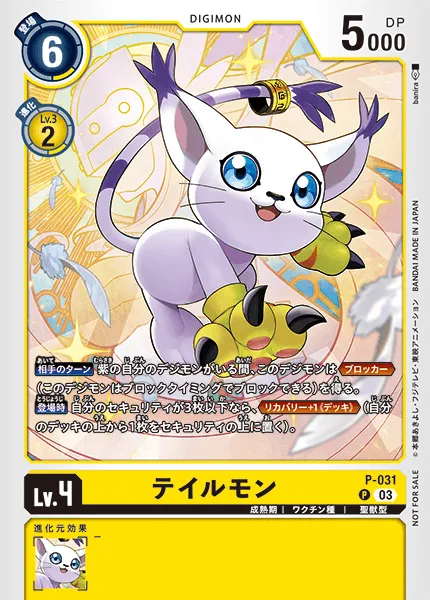 登場
6
DIGIMON
5000
DP
進化
Lv.3
2
banira
相手のターン 紫の自分のデジモンがいる間、このデジモンは ブロッカー
(このデジモンはブロックタイミングでブロックできる)を得る。
登場時 自分のセキュリティが3枚以下なら、リカバリー+1《デッキ》(自分
のデッキの上から1枚をセキュリティの上に置く)。
©本郷あきよし・フジテレビ・東映アニメーション BANDAI MADE IN JAPAN
NOT FOR SALE
P-031
Lv.4
テイルモン
P 03
成熟期 | ワクチン種 | 聖獣型
進化元効果
-